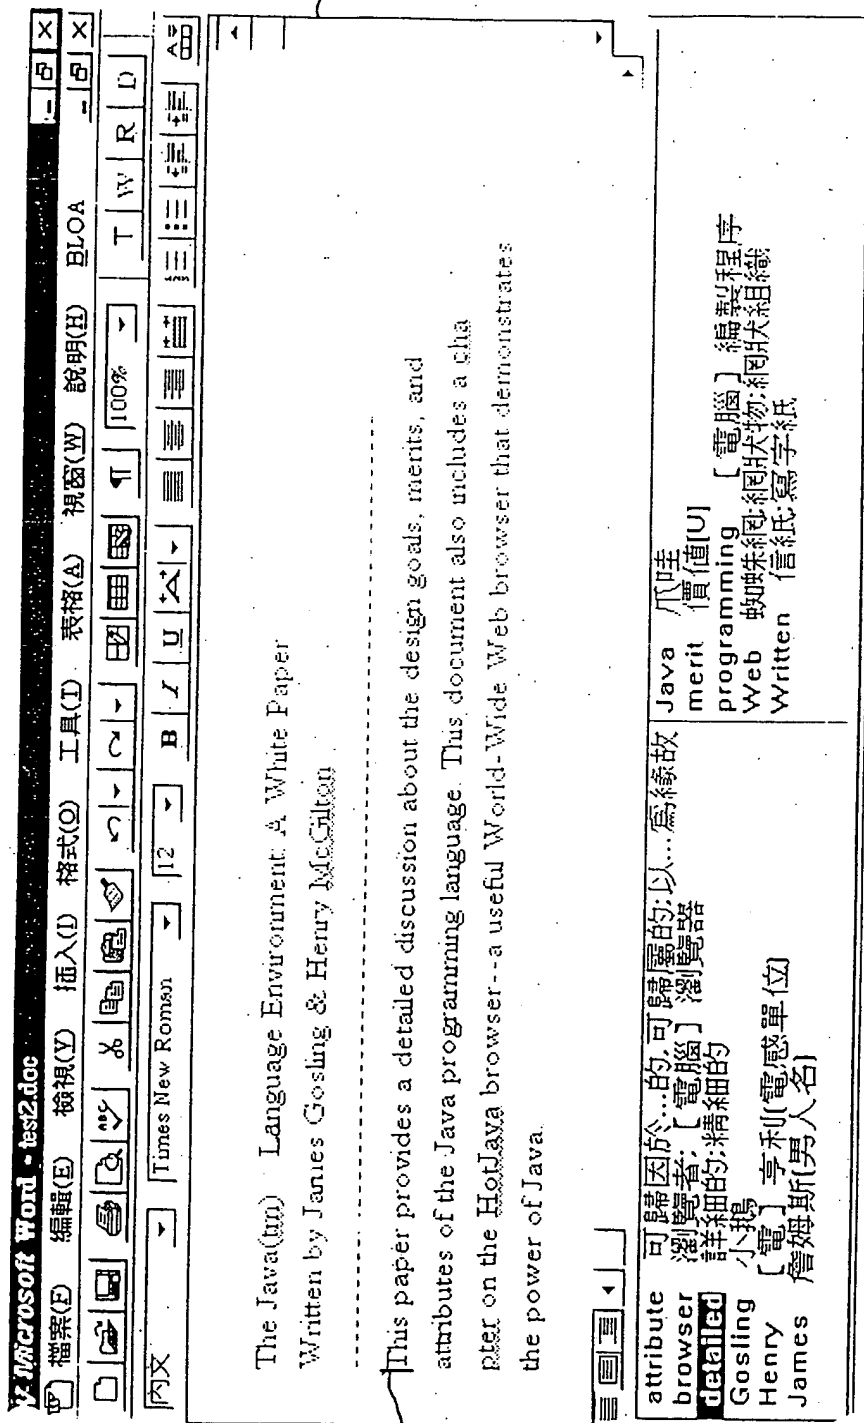 Microsoft Word - test2.doc
檔案(F) 編輯(E) 檢視(V) 插入(I) 格式(O) 工具(T) 表格(A) 視窗(W) 說明(H) BLOA
ABC 100% T W R D
內文 Times New Roman 12 B I U A
The Java(tm) Language Environment: A White Paper
Written by James Gosling & Henry McGilton
This paper provides a detailed discussion about the design goals, merits, and
attributes of the Java programming language. This document also includes a cha
pter on the HotJava browser--a useful World-Wide Web browser that demonstrates
the power of Java.
attribute 可歸因於...的,可歸屬的;以...為緣故
browser 瀏覽者; [電腦] 瀏覽器
detailed 詳細的;精細的
Gosling 小鵝
Henry [電] 亨利(電感單位)
James 詹姆斯(男人名)
Java 爪哇
merit 價值[U]
programming [電腦] 編製程序
Web 蜘蛛網;網狀物;網狀組織
Written 信紙;寫字紙